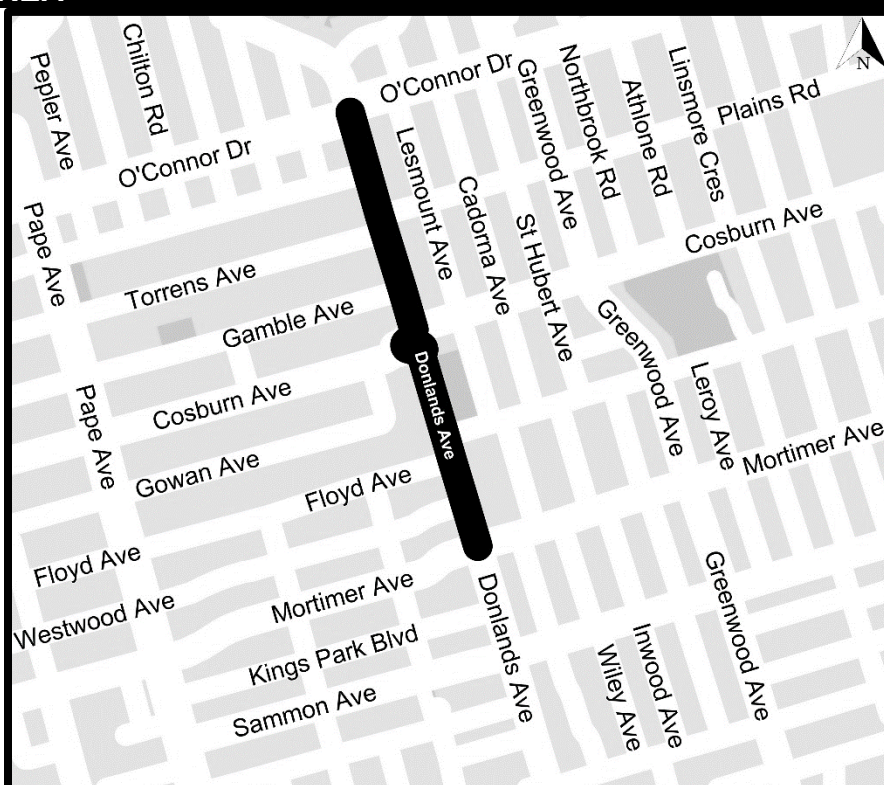 O'Connor Dr
N
Chilton Rd
Pepler Ave
Northbrook Rd
Linsmore Cres
Greenwood Ave
Athlone Rd
Plains Rd
O'Connor Dr
Lesmount Ave
Pape Ave
Cadorna Ave
St Hubert Ave
Cosburn Ave
Torrens Ave
Gamble Ave
Greenwood Ave
Donlands Ave
Leroy Ave
Pape Ave
Cosburn Ave
Gowan Ave
Mortimer Ave
Floyd Ave
Floyd Ave
Mortimer Ave
Westwood Ave
Donlands Ave
Greenwood Ave
Kings Park Blvd
Inwood Ave
Wiley Ave
Sammon Ave